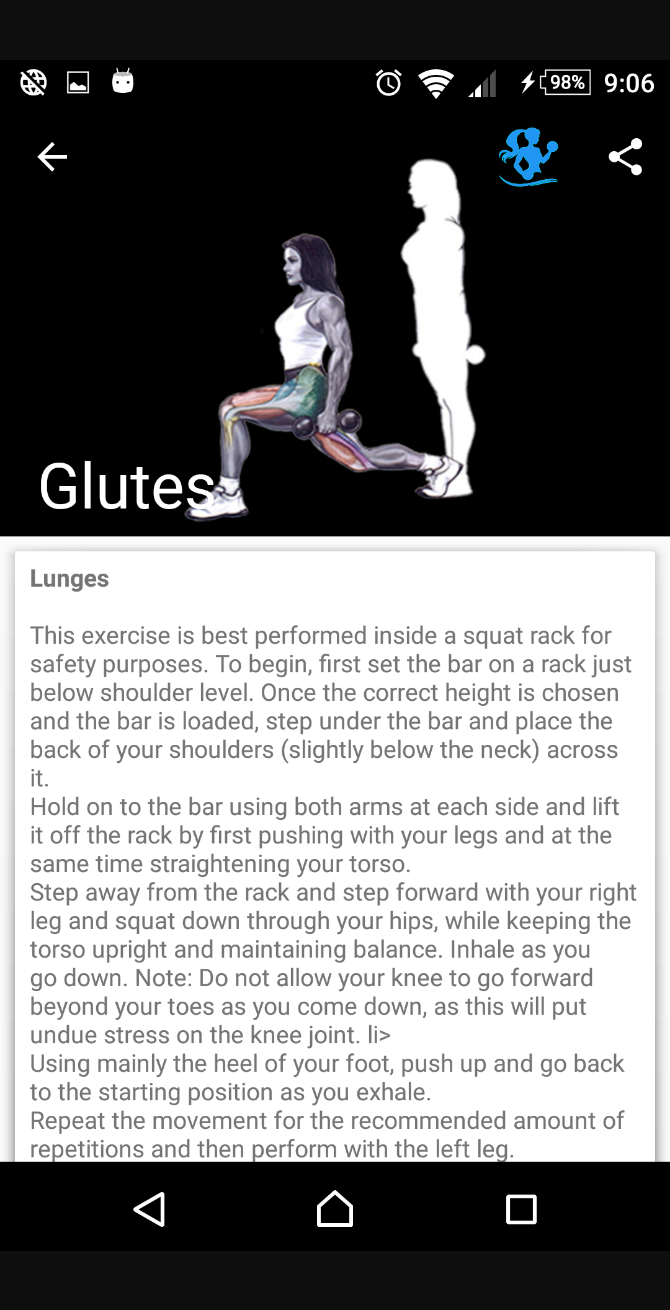 98% 9:06
Glutes
Lunges
This exercise is best performed inside a squat rack for
safety purposes. To begin, first set the bar on a rack just
below shoulder level. Once the correct height is chosen
and the bar is loaded, step under the bar and place the
back of your shoulders (slightly below the neck) across
it.
Hold on to the bar using both arms at each side and lift
it off the rack by first pushing with your legs and at the
same time straightening your torso.
Step away from the rack and step forward with your right
leg and squat down through your hips, while keeping the
torso upright and maintaining balance. Inhale as you
go down. Note: Do not allow your knee to go forward
beyond your toes as you come down, as this will put
undue stress on the knee joint. li>
Using mainly the heel of your foot, push up and go back
to the starting position as you exhale.
Repeat the movement for the recommended amount of
repetitions and then perform with the left leg.